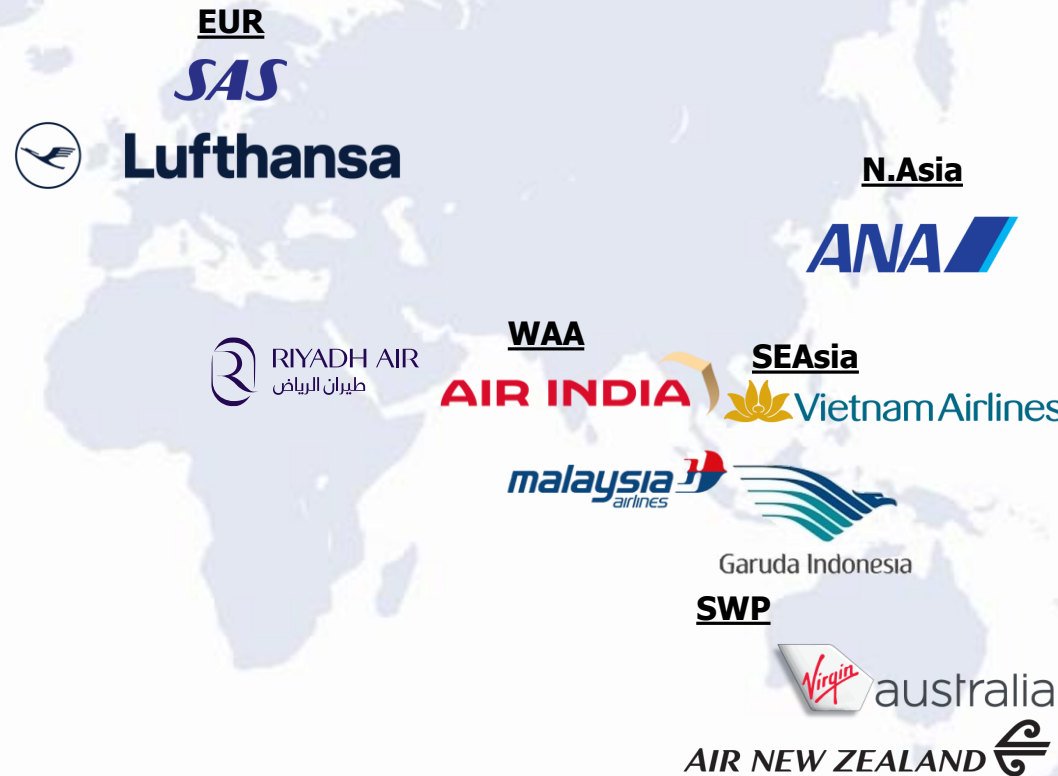 EUR
SAS
Lufthansa
N.Asia
ANA
WAA
SEAsia
RIYADH AIR
طيران الرياض
AIR INDIA
Vietnam Airlines
malaysia
airlines
Garuda Indonesia
SWP
Virgin australia
AIR NEW ZEALAND